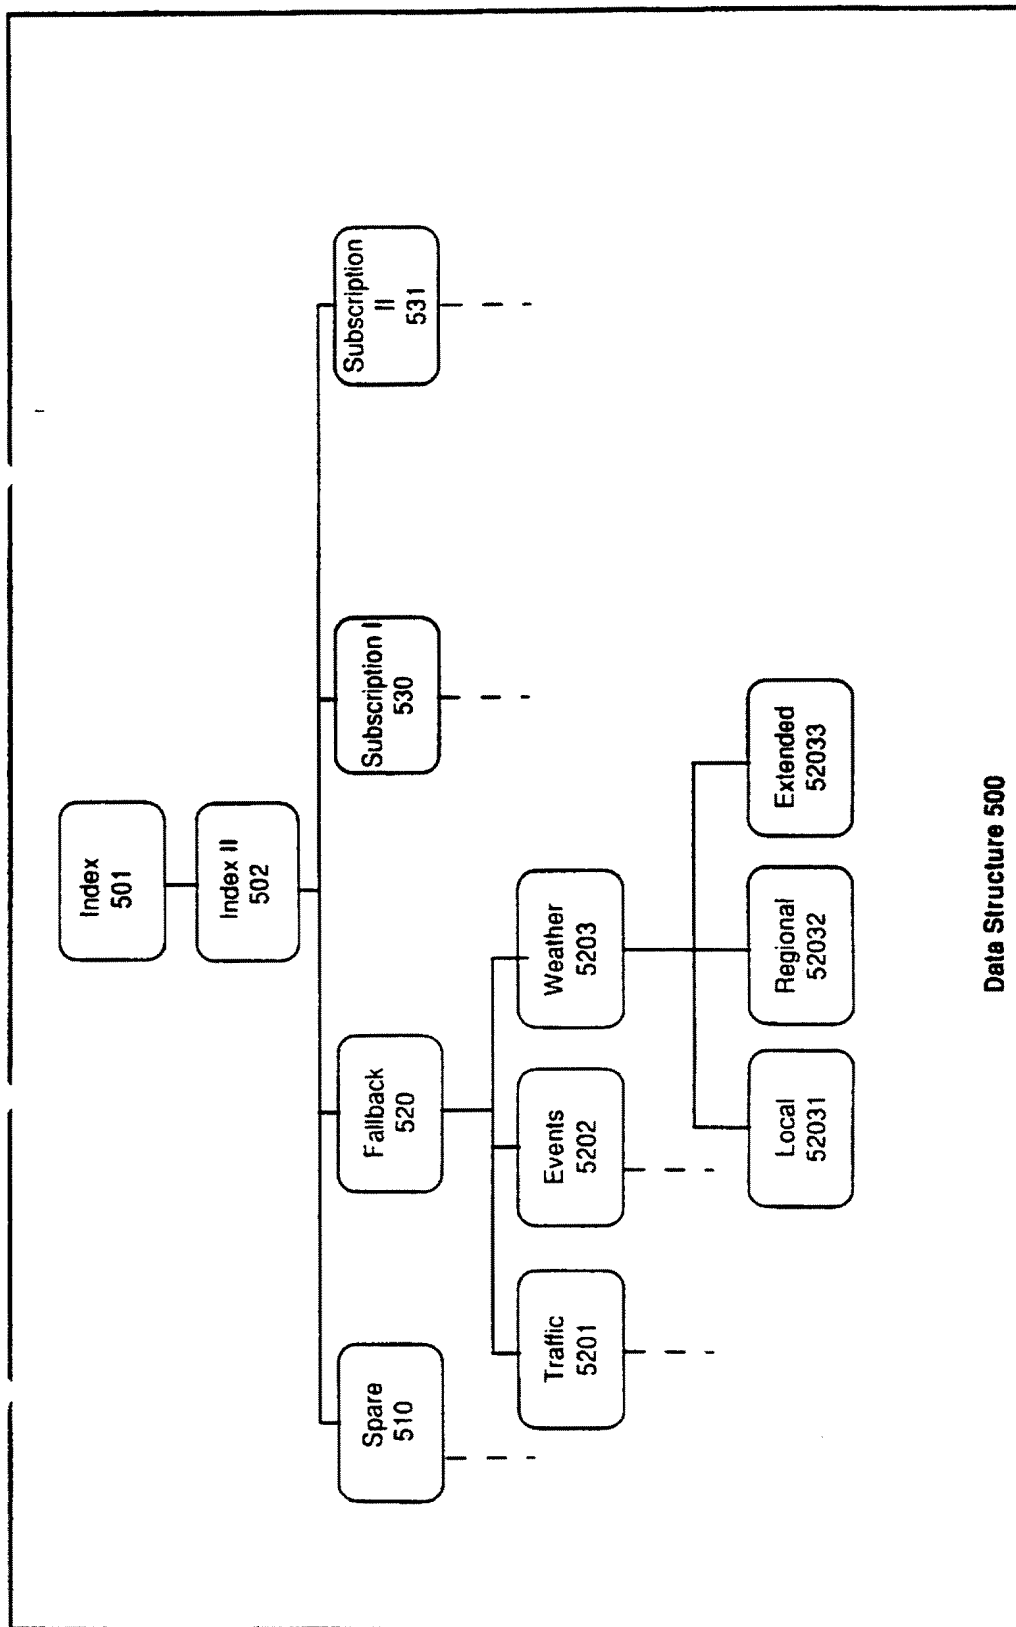 Index
501
Index II
502
Spare
510
Fallback
520
Subscription I
530
Subscription
II
531
Traffic
5201
Events
5202
Weather
5203
Local
52031
Regional
52032
Extended
52033
Data Structure 500